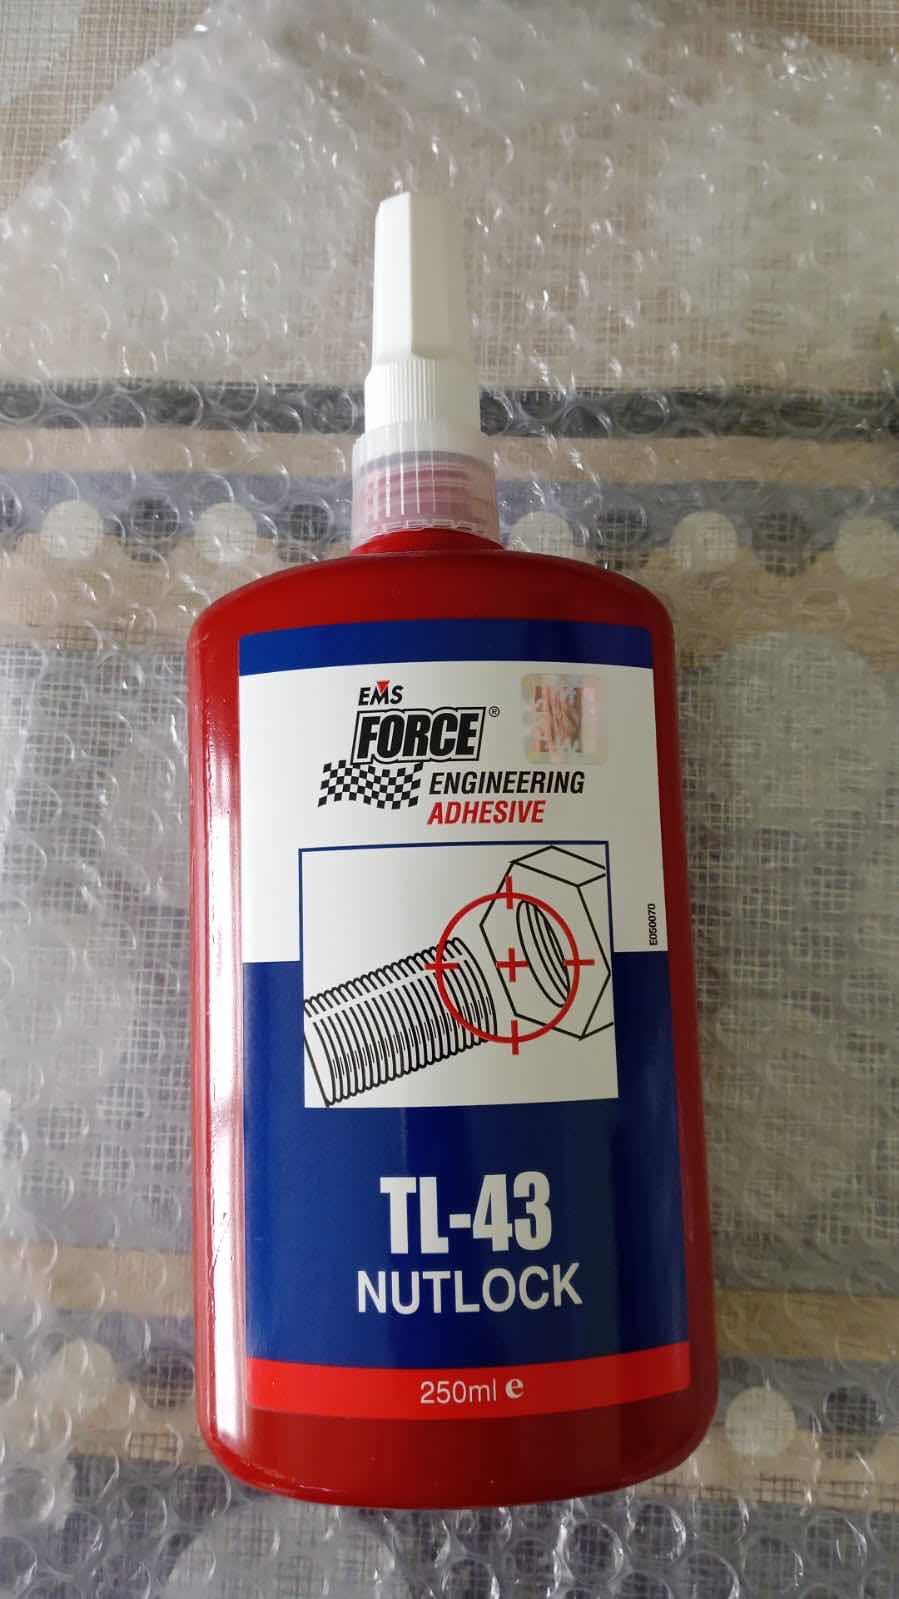 EMS
FORCE®
ENGINEERING
ADHESIVE
E050070
TL-43
NUTLOCK
250ml e